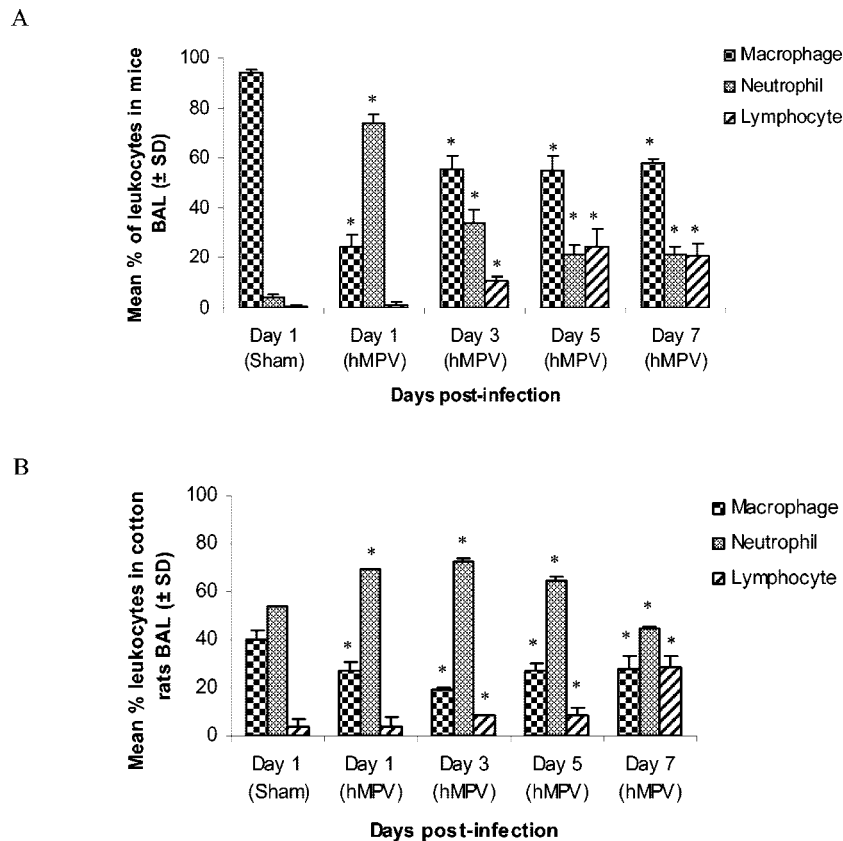 A
Mean % of leukocytes in mice
BAL (± SD)
100
80
60
40
20
0
* * * * * * * * * * *
Macrophage
Neutrophil
Lymphocyte
Day 1 Day 1 Day 3 Day 5 Day 7
(Sham) (hMPV) (hMPV) (hMPV) (hMPV)
Days post-infection
B
Mean % leukocytes in cotton
rats BAL (± SD)
100
80
60
40
20
0
* * * * * * * * * * *
Macrophage
Neutrophil
Lymphocyte
Day 1 Day 1 Day 3 Day 5 Day 7
(Sham) (hMPV) (hMPV) (hMPV) (hMPV)
Days post-infection